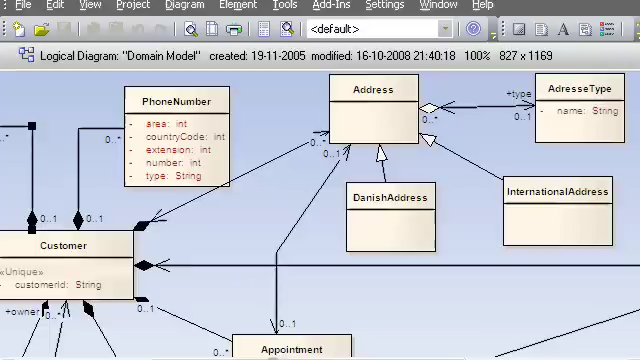 File Edit View Project Diagram Element Tools Add-Ins Settings Window Help
<default>
Logical Diagram: "Domain Model" created: 19-11-2005 modified: 16-10-2008 21:40:18 100% 827 x 1169
PhoneNumber
- area: int
- countryCode: int
- extension: int
- number: int
- type: String
Address
AdresseType
- name: String
+type
0..1
0..*
0..*
0..*
0..*
0..1
DanishAddress
InternationalAddress
0..1
0..1
Customer
«Unique»
- customerId: String
+owner
0..*
0..1
0..1
0..*
Appointment